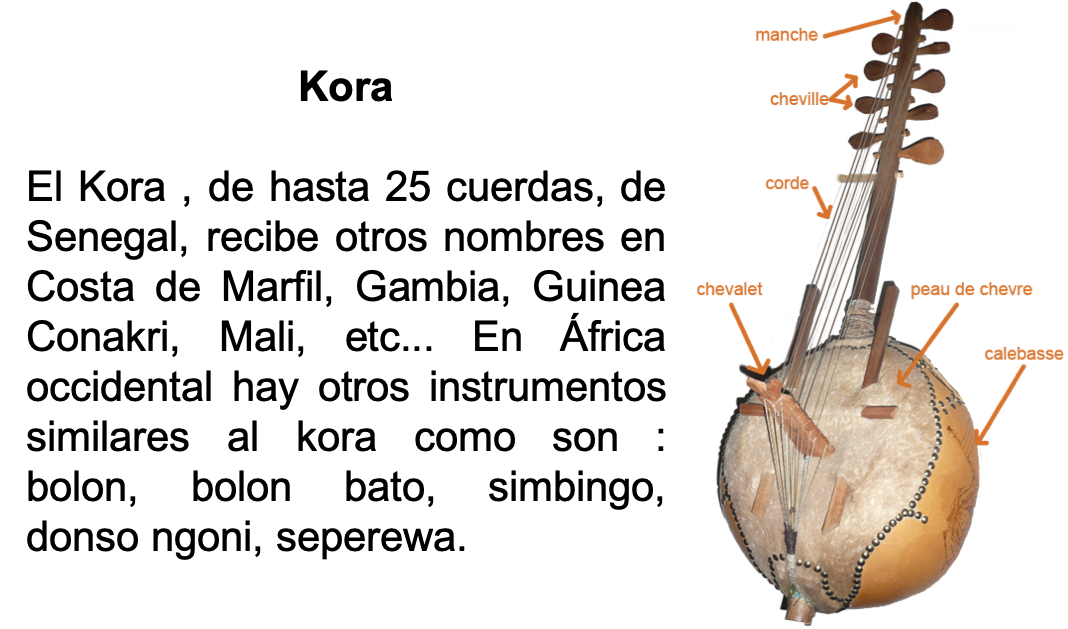 Kora
El Kora , de hasta 25 cuerdas, de
Senegal, recibe otros nombres en
Costa de Marfil, Gambia, Guinea
Conakri, Mali, etc... En África
occidental hay otros instrumentos
similares al kora como son :
bolon, bolon bato, simbingo,
donso ngoni, seperewa.
manche
cheville
corde
chevalet
peau de chevre
calebasse